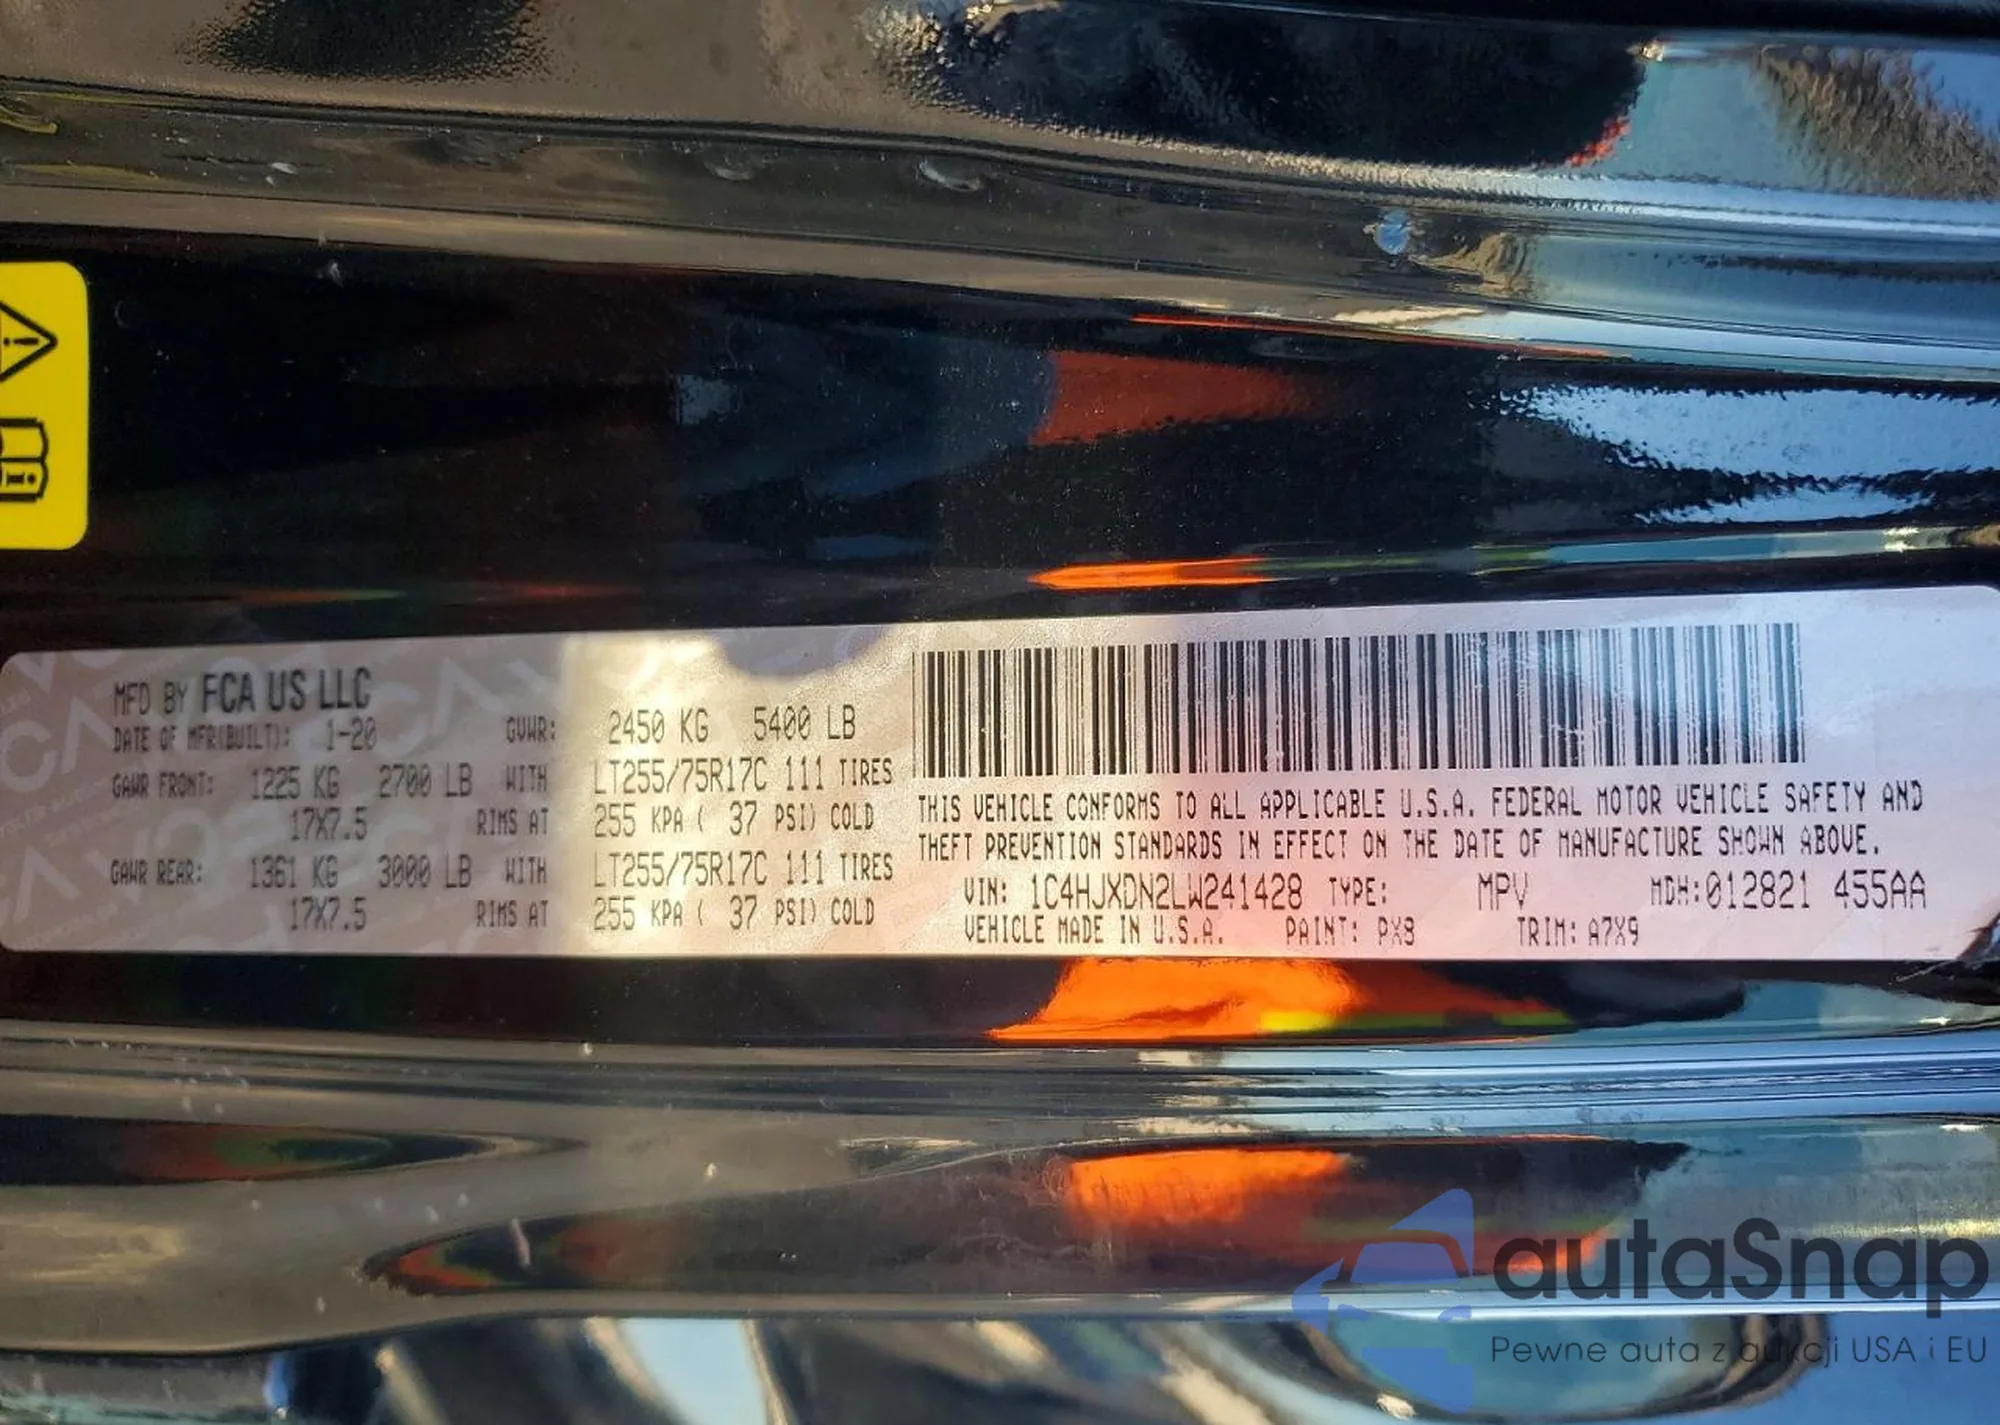 MFD BY FCA US LLC
DATE OF MFR(BUILT): 1-20 GVWR: 2450 KG 5400 LB
GAWR FRONT: 1225 KG 2700 LB WITH LT255/75R17C 111 TIRES
17X7.5 RIMS AT 255 KPA ( 37 PSI) COLD
GAWR REAR: 1361 KG 3000 LB WITH LT255/75R17C 111 TIRES
17X7.5 RIMS AT 255 KPA ( 37 PSI) COLD
THIS VEHICLE CONFORMS TO ALL APPLICABLE U.S.A. FEDERAL MOTOR VEHICLE SAFETY AND
THEFT PREVENTION STANDARDS IN EFFECT ON THE DATE OF MANUFACTURE SHOWN ABOVE.
VIN: 1C4HJXDN2LW241428 TYPE: MPV MDH:012821 455AA
VEHICLE MADE IN U.S.A. PAINT: PX8 TRIM: A7X9
autaSnap
Pewne auta z aukcji USA i EU